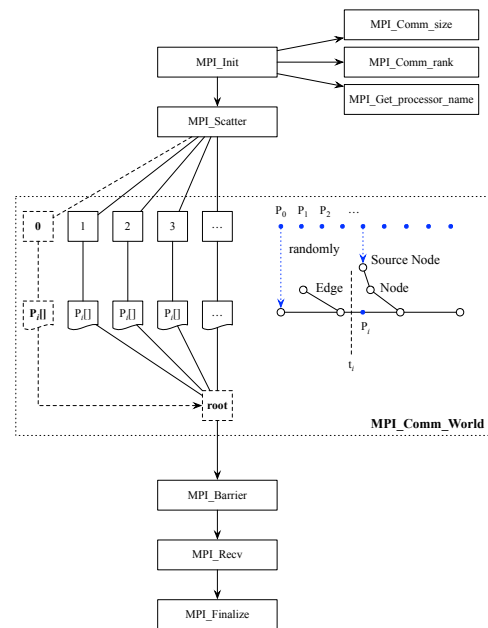 MPI_Comm_size
MPI_Init
MPI_Comm_rank
MPI_Get_processor_name
MPI_Scatter
0 1 2 3 ...
P0 P1 P2 ...
randomly
Source Node
Edge Node
Pi[] Pi[] Pi[] Pi[] ...
Pi
ti
root
MPI_Comm_World
MPI_Barrier
MPI_Recv
MPI_Finalize